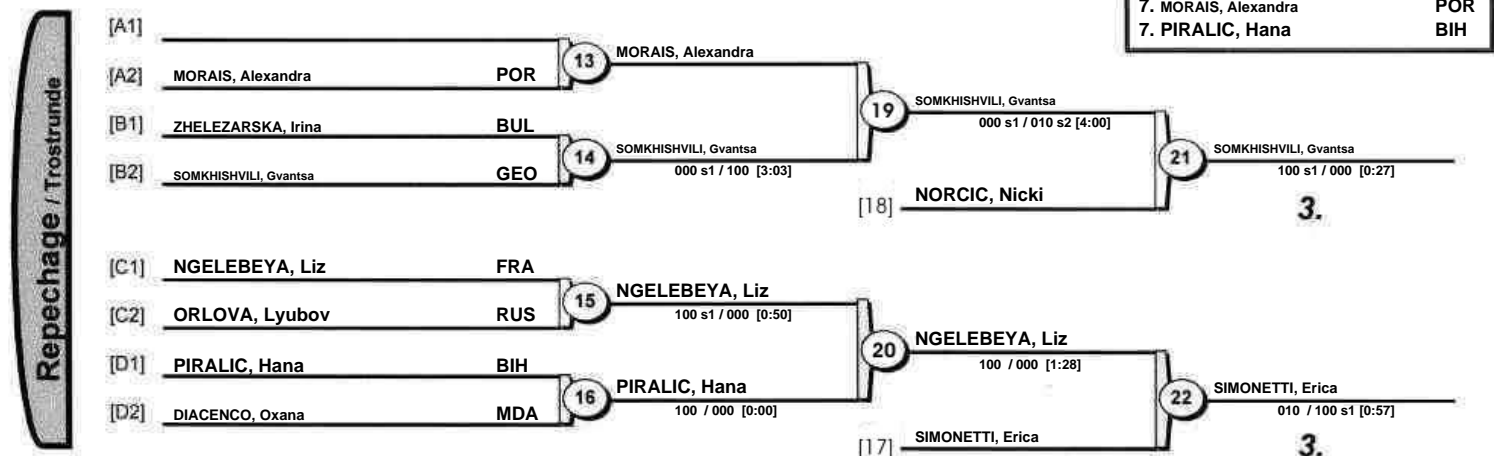 7. MORAIS, Alexandra POR
7. PIRALIC, Hana BIH
Repechage / Trostrunde
[A1]
[A2] MORAIS, Alexandra POR
13 MORAIS, Alexandra
[B1] ZHELEZARSKA, Irina BUL
[B2] SOMKHISHVILI, Gvantsa GEO
14 SOMKHISHVILI, Gvantsa
000 s1 / 100 [3:03]
19 SOMKHISHVILI, Gvantsa
000 s1 / 010 s2 [4:00]
[18] NORCIC, Nicki
21 SOMKHISHVILI, Gvantsa
100 s1 / 000 [0:27]
3.
[C1] NGELEBEYA, Liz FRA
[C2] ORLOVA, Lyubov RUS
15 NGELEBEYA, Liz
100 s1 / 000 [0:50]
[D1] PIRALIC, Hana BIH
[D2] DIACENCO, Oxana MDA
16 PIRALIC, Hana
100 / 000 [0:00]
20 NGELEBEYA, Liz
100 / 000 [1:28]
[17] SIMONETTI, Erica
22 SIMONETTI, Erica
010 / 100 s1 [0:57]
3.